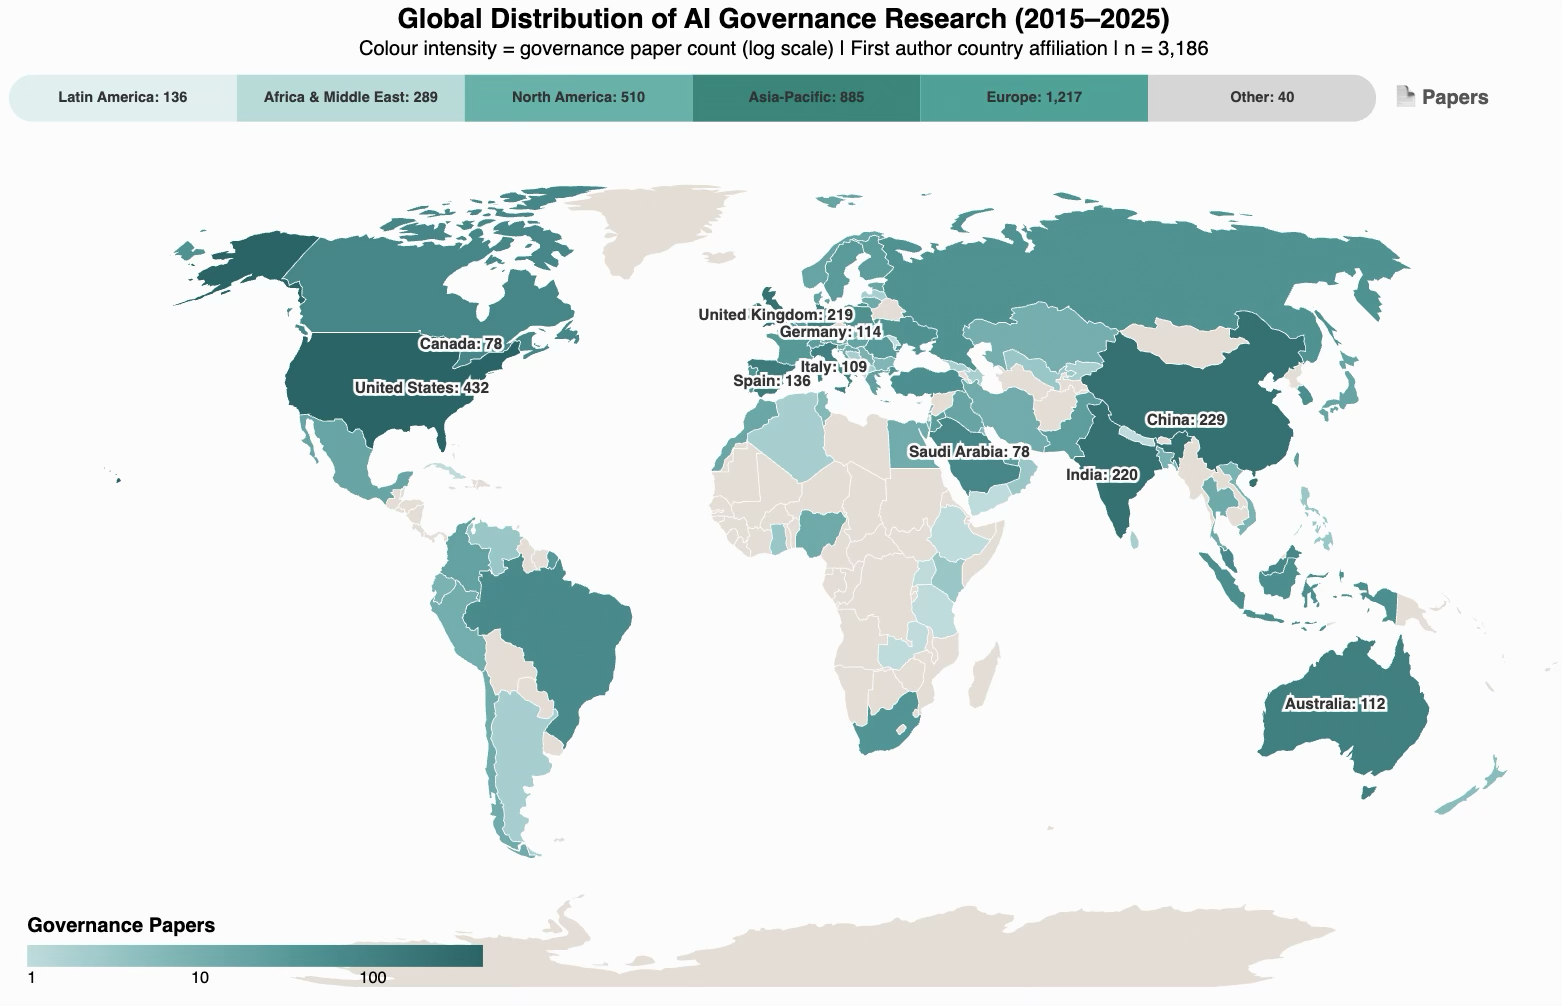 Global Distribution of AI Governance Research (2015–2025)
Colour intensity = governance paper count (log scale) | First author country affiliation | n = 3,186
Latin America: 136
Africa & Middle East: 289
North America: 510
Asia-Pacific: 885
Europe: 1,217
Other: 40
Papers
United Kingdom: 219
Germany: 114
Canada: 78
Italy: 109
Spain: 136
United States: 432
China: 229
Saudi Arabia: 78
India: 220
Australia: 112
Governance Papers
1
10
100